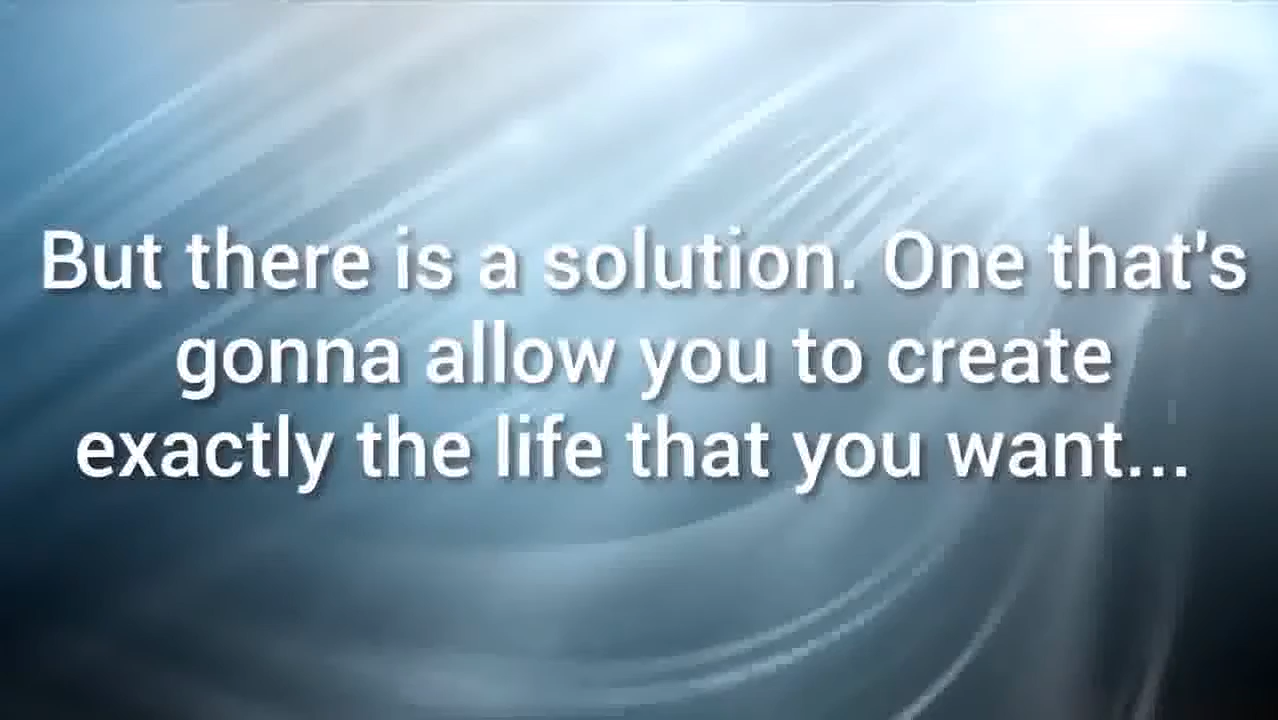 But there is a solution. One that's
gonna allow you to create
exactly the life that you want...